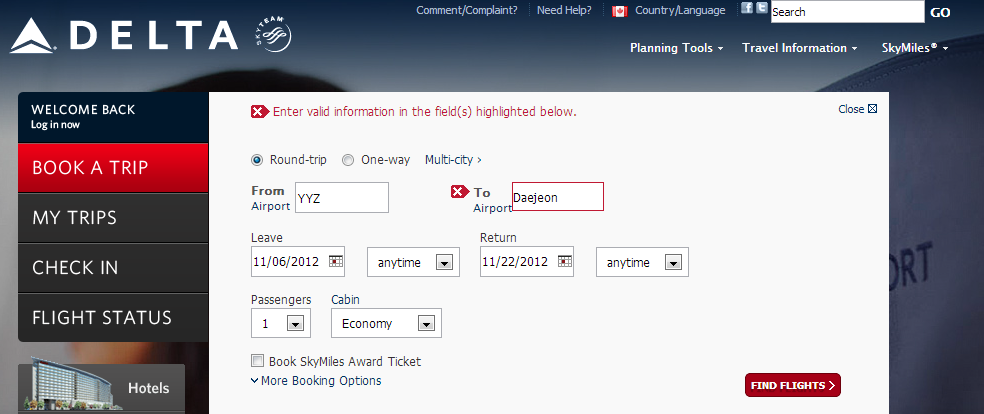 Comment/Complaint? Need Help? Country/Language Search GO
DELTA SKYTEAM
Planning Tools Travel Information SkyMiles®
WELCOME BACK
Log in now
BOOK A TRIP
MY TRIPS
CHECK IN
FLIGHT STATUS
Hotels
Enter valid information in the field(s) highlighted below. Close
Round-trip One-way Multi-city ›
From
Airport YYZ
To
Airport Daejeon
Leave Return
11/06/2012 anytime 11/22/2012 anytime
Passengers Cabin
1 Economy
Book SkyMiles Award Ticket
More Booking Options
FIND FLIGHTS ›